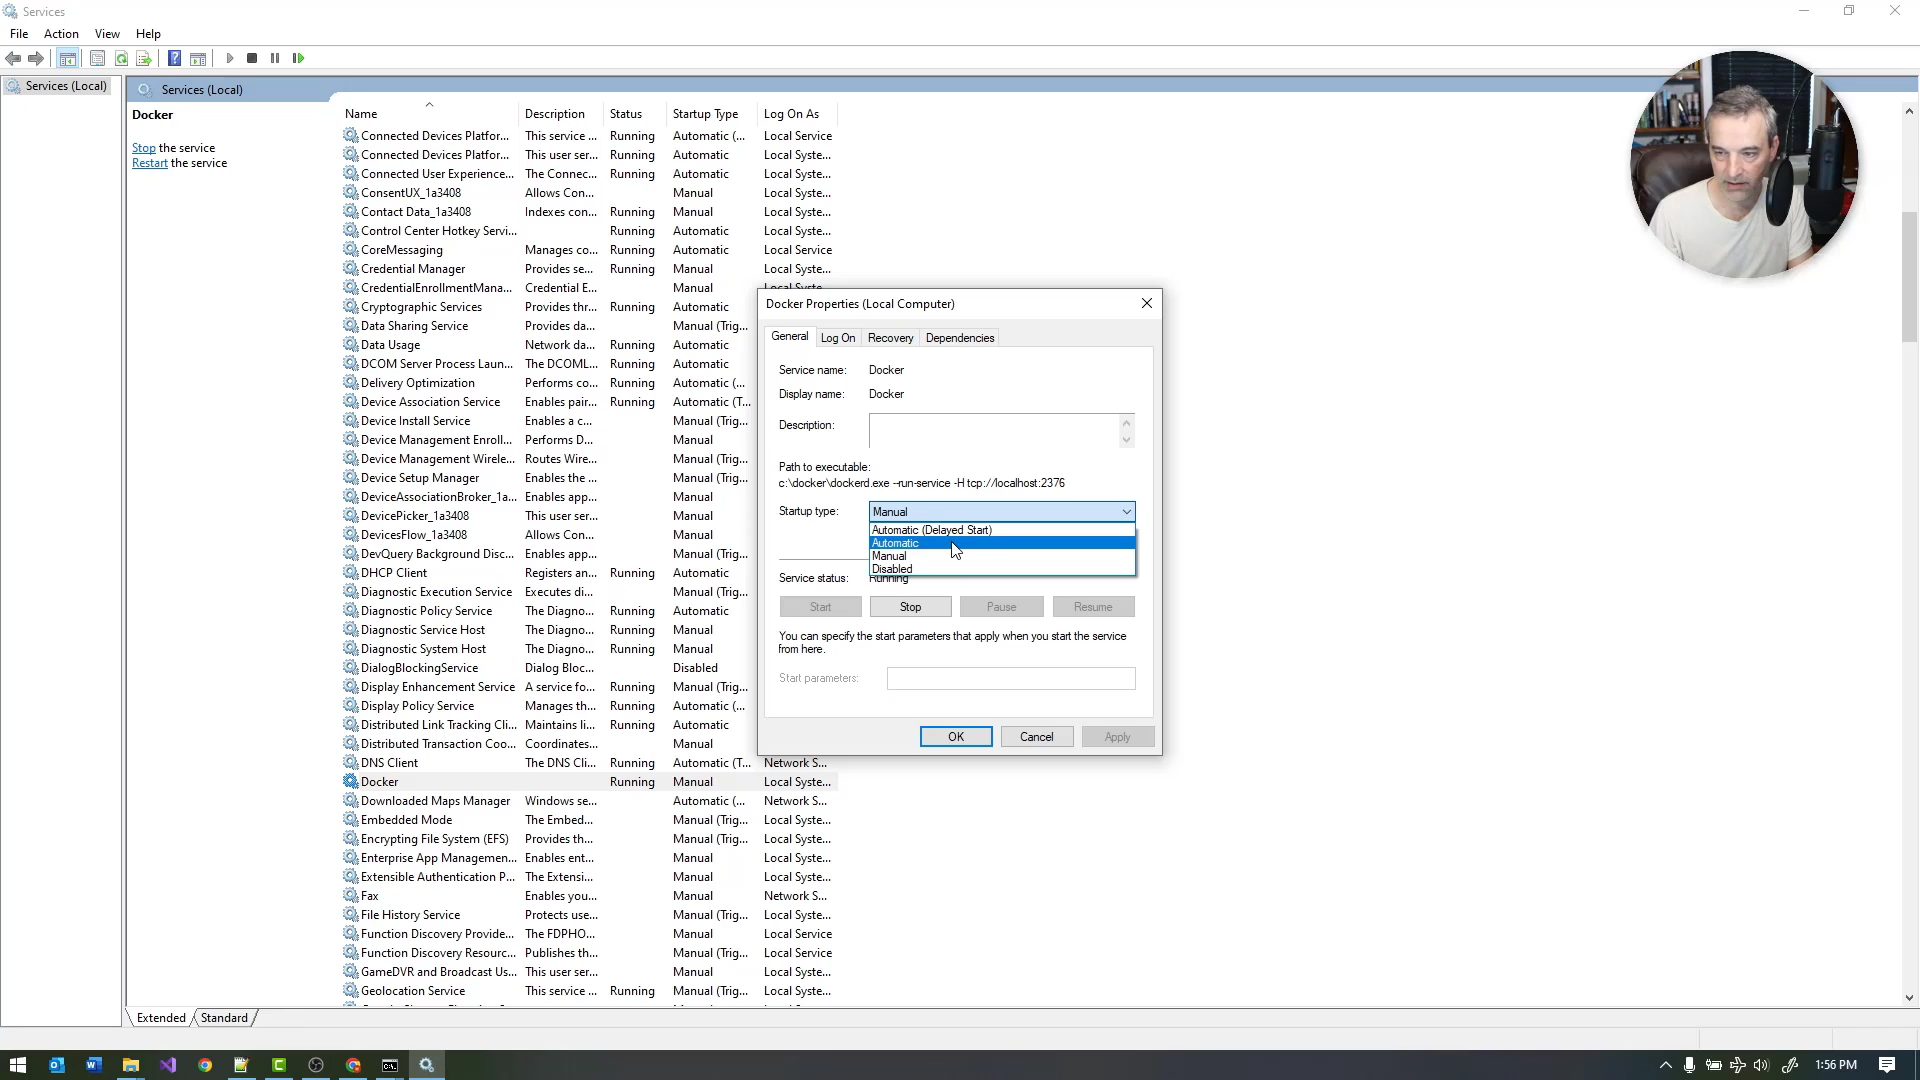 Services
File Action View Help
Services (Local)
Services (Local)
Docker
Stop the service
Restart the service
Name Description Status Startup Type Log On As
Connected Devices Platfor... This service ... Running Automatic (... Local Service
Connected Devices Platfor... This user ser... Running Automatic Local Syste...
Connected User Experience... The Connec... Running Automatic Local Syste...
ConsentUX_1a3408 Allows Con... Manual Local Syste...
Contact Data_1a3408 Indexes con... Running Manual Local Syste...
Control Center Hotkey Servi... Running Automatic Local Syste...
CoreMessaging Manages co... Running Automatic Local Service
Credential Manager Provides se... Running Manual Local Syste...
CredentialEnrollmentMana... Credential E... Manual Local Syste...
Cryptographic Services Provides thr... Running Automatic
Data Sharing Service Provides da... Manual (Trig...
Data Usage Network da... Running Automatic
DCOM Server Process Laun... The DCOML... Running Automatic
Delivery Optimization Performs co... Running Automatic (...
Device Association Service Enables pair... Running Automatic (T...
Device Install Service Enables a c... Manual (Trig...
Device Management Enroll... Performs D... Manual
Device Management Wirele... Routes Wire... Manual (Trig...
Device Setup Manager Enables the ... Manual (Trig...
DeviceAssociationBroker_1a... Enables app... Manual
DevicePicker_1a3408 This user ser... Manual
DevicesFlow_1a3408 Allows Con... Manual
DevQuery Background Disc... Enables app... Manual (Trig...
DHCP Client Registers an... Running Automatic
Diagnostic Execution Service Executes di... Manual (Trig...
Diagnostic Policy Service The Diagno... Running Automatic
Diagnostic Service Host The Diagno... Running Manual
Diagnostic System Host The Diagno... Running Manual
DialogBlockingService Dialog Bloc... Disabled
Display Enhancement Service A service fo... Running Manual (Trig...
Display Policy Service Manages th... Running Automatic (...
Distributed Link Tracking Cli... Maintains li... Running Automatic
Distributed Transaction Coo... Coordinates... Manual
DNS Client The DNS Cli... Running Automatic (T... Network S...
Docker Running Manual Local Syste...
Downloaded Maps Manager Windows se... Automatic (... Network S...
Embedded Mode The Embed... Manual (Trig... Local Syste...
Encrypting File System (EFS) Provides th... Manual (Trig... Local Syste...
Enterprise App Managemen... Enables ent... Manual Local Syste...
Extensible Authentication P... The Extensi... Manual Local Syste...
Fax Enables you... Manual Network S...
File History Service Protects use... Manual (Trig... Local Syste...
Function Discovery Provide... The FDPHO... Manual Local Service
Function Discovery Resourc... Publishes th... Manual (Trig... Local Service
GameDVR and Broadcast Us... This user ser... Manual Local Syste...
Geolocation Service This service ... Running Manual (Trig... Local Syste...
Docker Properties (Local Computer)
General Log On Recovery Dependencies
Service name: Docker
Display name: Docker
Description:
Path to executable:
c:\docker\dockerd.exe --run-service -H tcp://localhost:2376
Startup type: Manual
Automatic (Delayed Start)
Automatic
Manual
Disabled
Service status: Running
Start Stop Pause Resume
You can specify the start parameters that apply when you start the service
from here.
Start parameters:
OK Cancel Apply
Extended Standard
1:56 PM